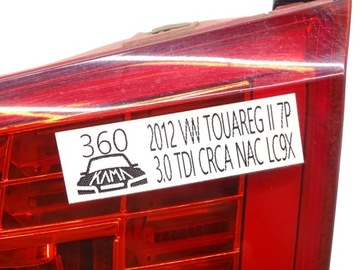 360
KAMA
2012 VW TOUAREG II 7P
3.0 TDI CRCA NAC LC9X